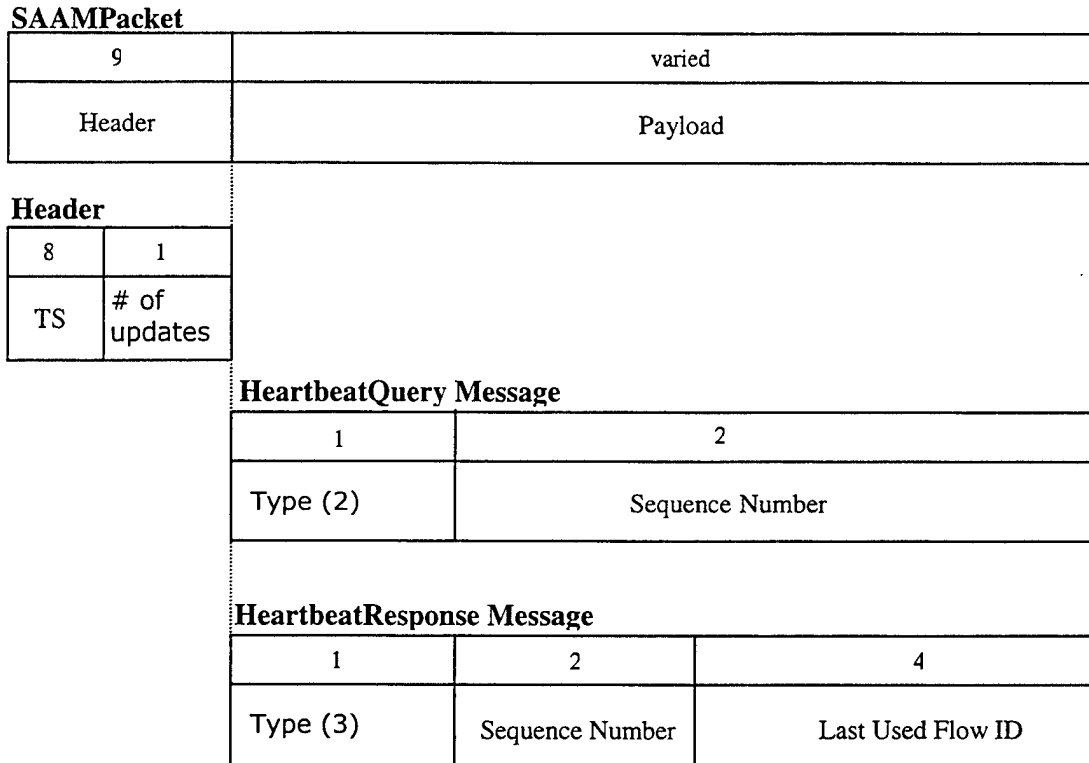 SAAMPacket
9 varied
Header Payload
Header
8 1
TS # of
updates
HeartbeatQuery Message
1 2
Type (2) Sequence Number
HeartbeatResponse Message
1 2 4
Type (3) Sequence Number Last Used Flow ID